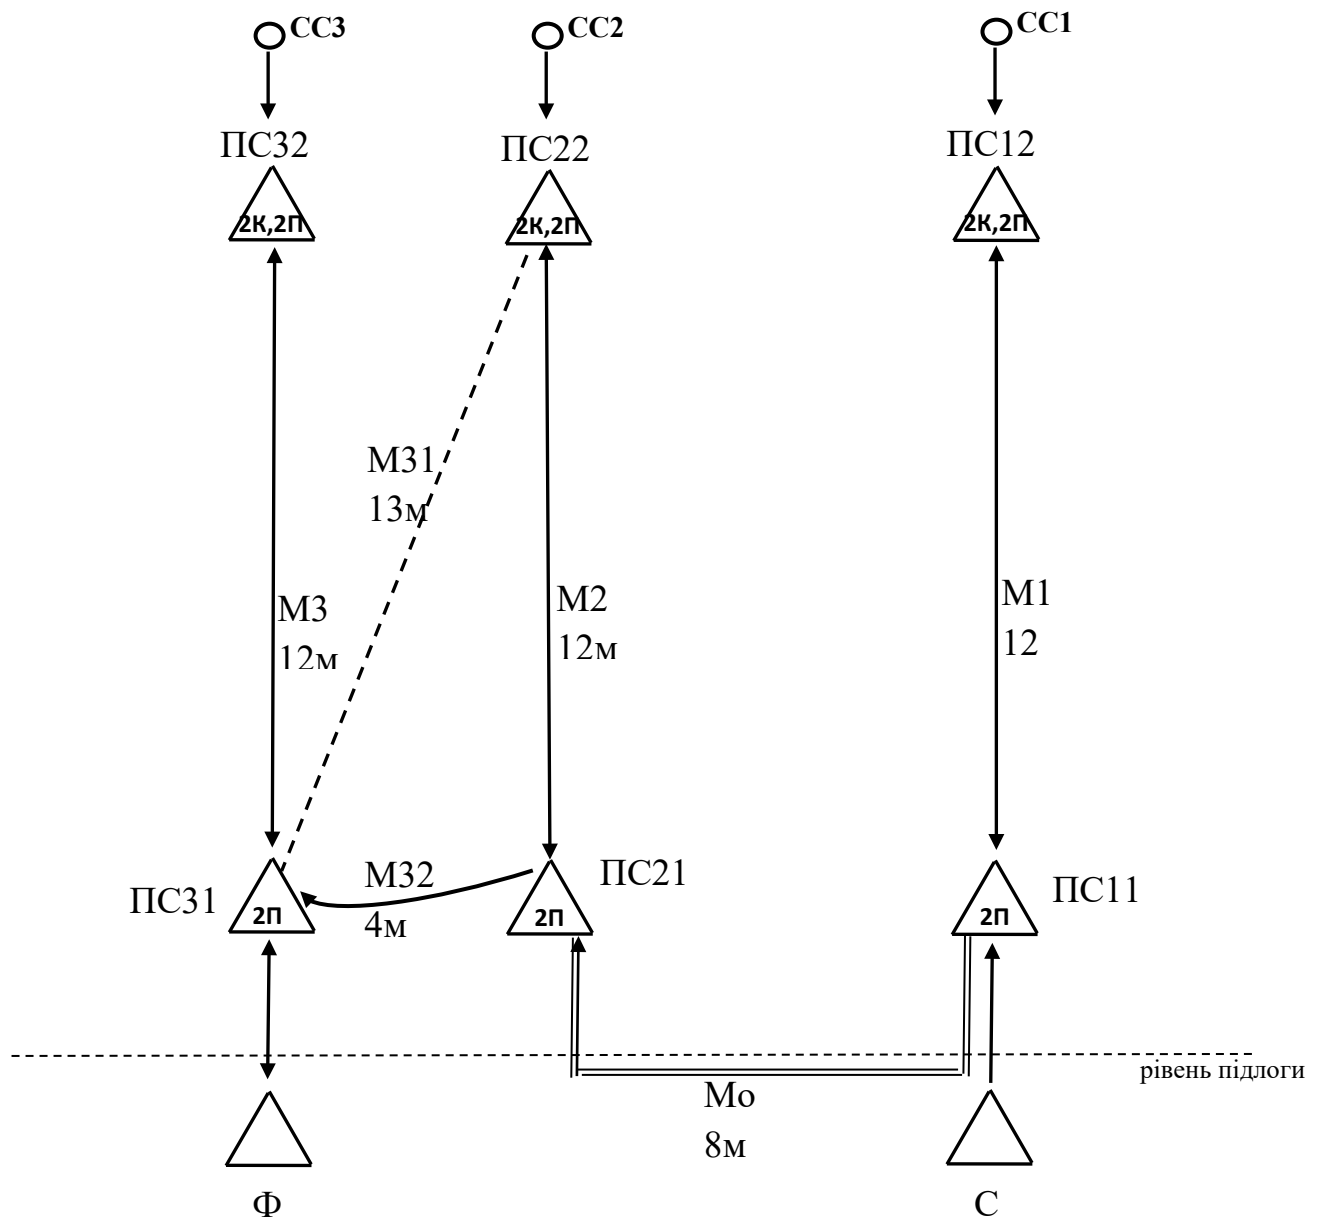 СС3
СС2
СС1
ПС32
ПС22
ПС12
2К,2П
2К,2П
2К,2П
М31
13м
М3
12м
М2
12м
М1
12
ПС31
2П
М32
4м
2П
ПС21
2П
ПС11
рівень підлоги
Мо
8м
Ф
С